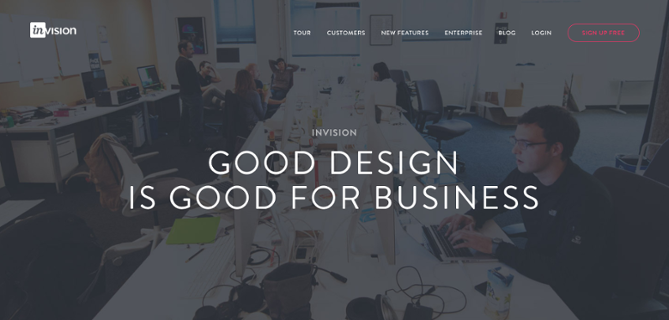 invision
TOUR
CUSTOMERS
NEW FEATURES
ENTERPRISE
BLOG
LOGIN
SIGN UP FREE
INVISION
GOOD DESIGN
IS GOOD FOR BUSINESS